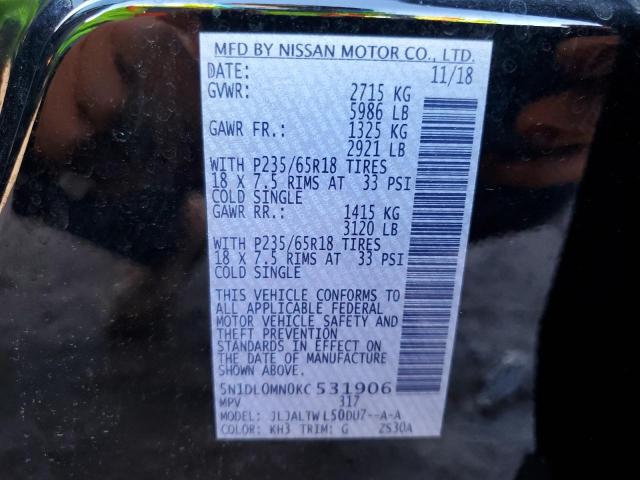 MFD BY NISSAN MOTOR CO., LTD.
DATE: 11/18
GVWR: 2715 KG
5986 LB
GAWR FR.: 1325 KG
2921 LB
WITH P235/65R18 TIRES
18 X 7.5 RIMS AT 33 PSI
COLD SINGLE
GAWR RR.: 1415 KG
3120 LB
WITH P235/65R18 TIRES
18 X 7.5 RIMS AT 33 PSI
COLD SINGLE
THIS VEHICLE CONFORMS TO
ALL APPLICABLE FEDERAL
MOTOR VEHICLE SAFETY AND
THEFT PREVENTION
STANDARDS IN EFFECT ON
THE DATE OF MANUFACTURE
SHOWN ABOVE.
5N1DL0MN0KC 531906
MPV 317
MODEL: JLJALTW L50DU7--A-A
COLOR: KH3 TRIM: G ZS30A